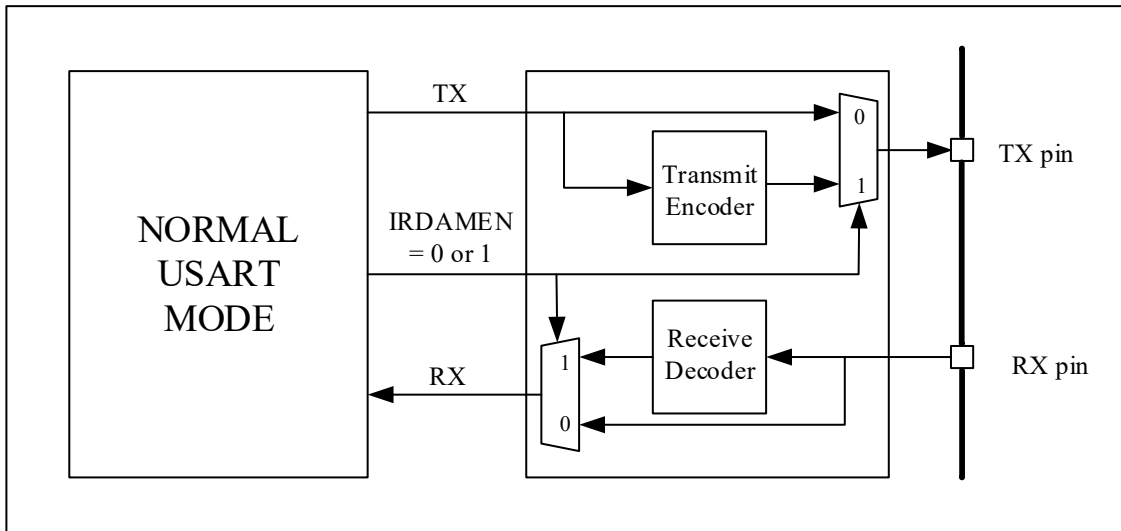 TX
0
TX pin
Transmit
Encoder
1
NORMAL
USART
MODE
IRDAMEN
= 0 or 1
Receive
Decoder
1
RX pin
RX
0